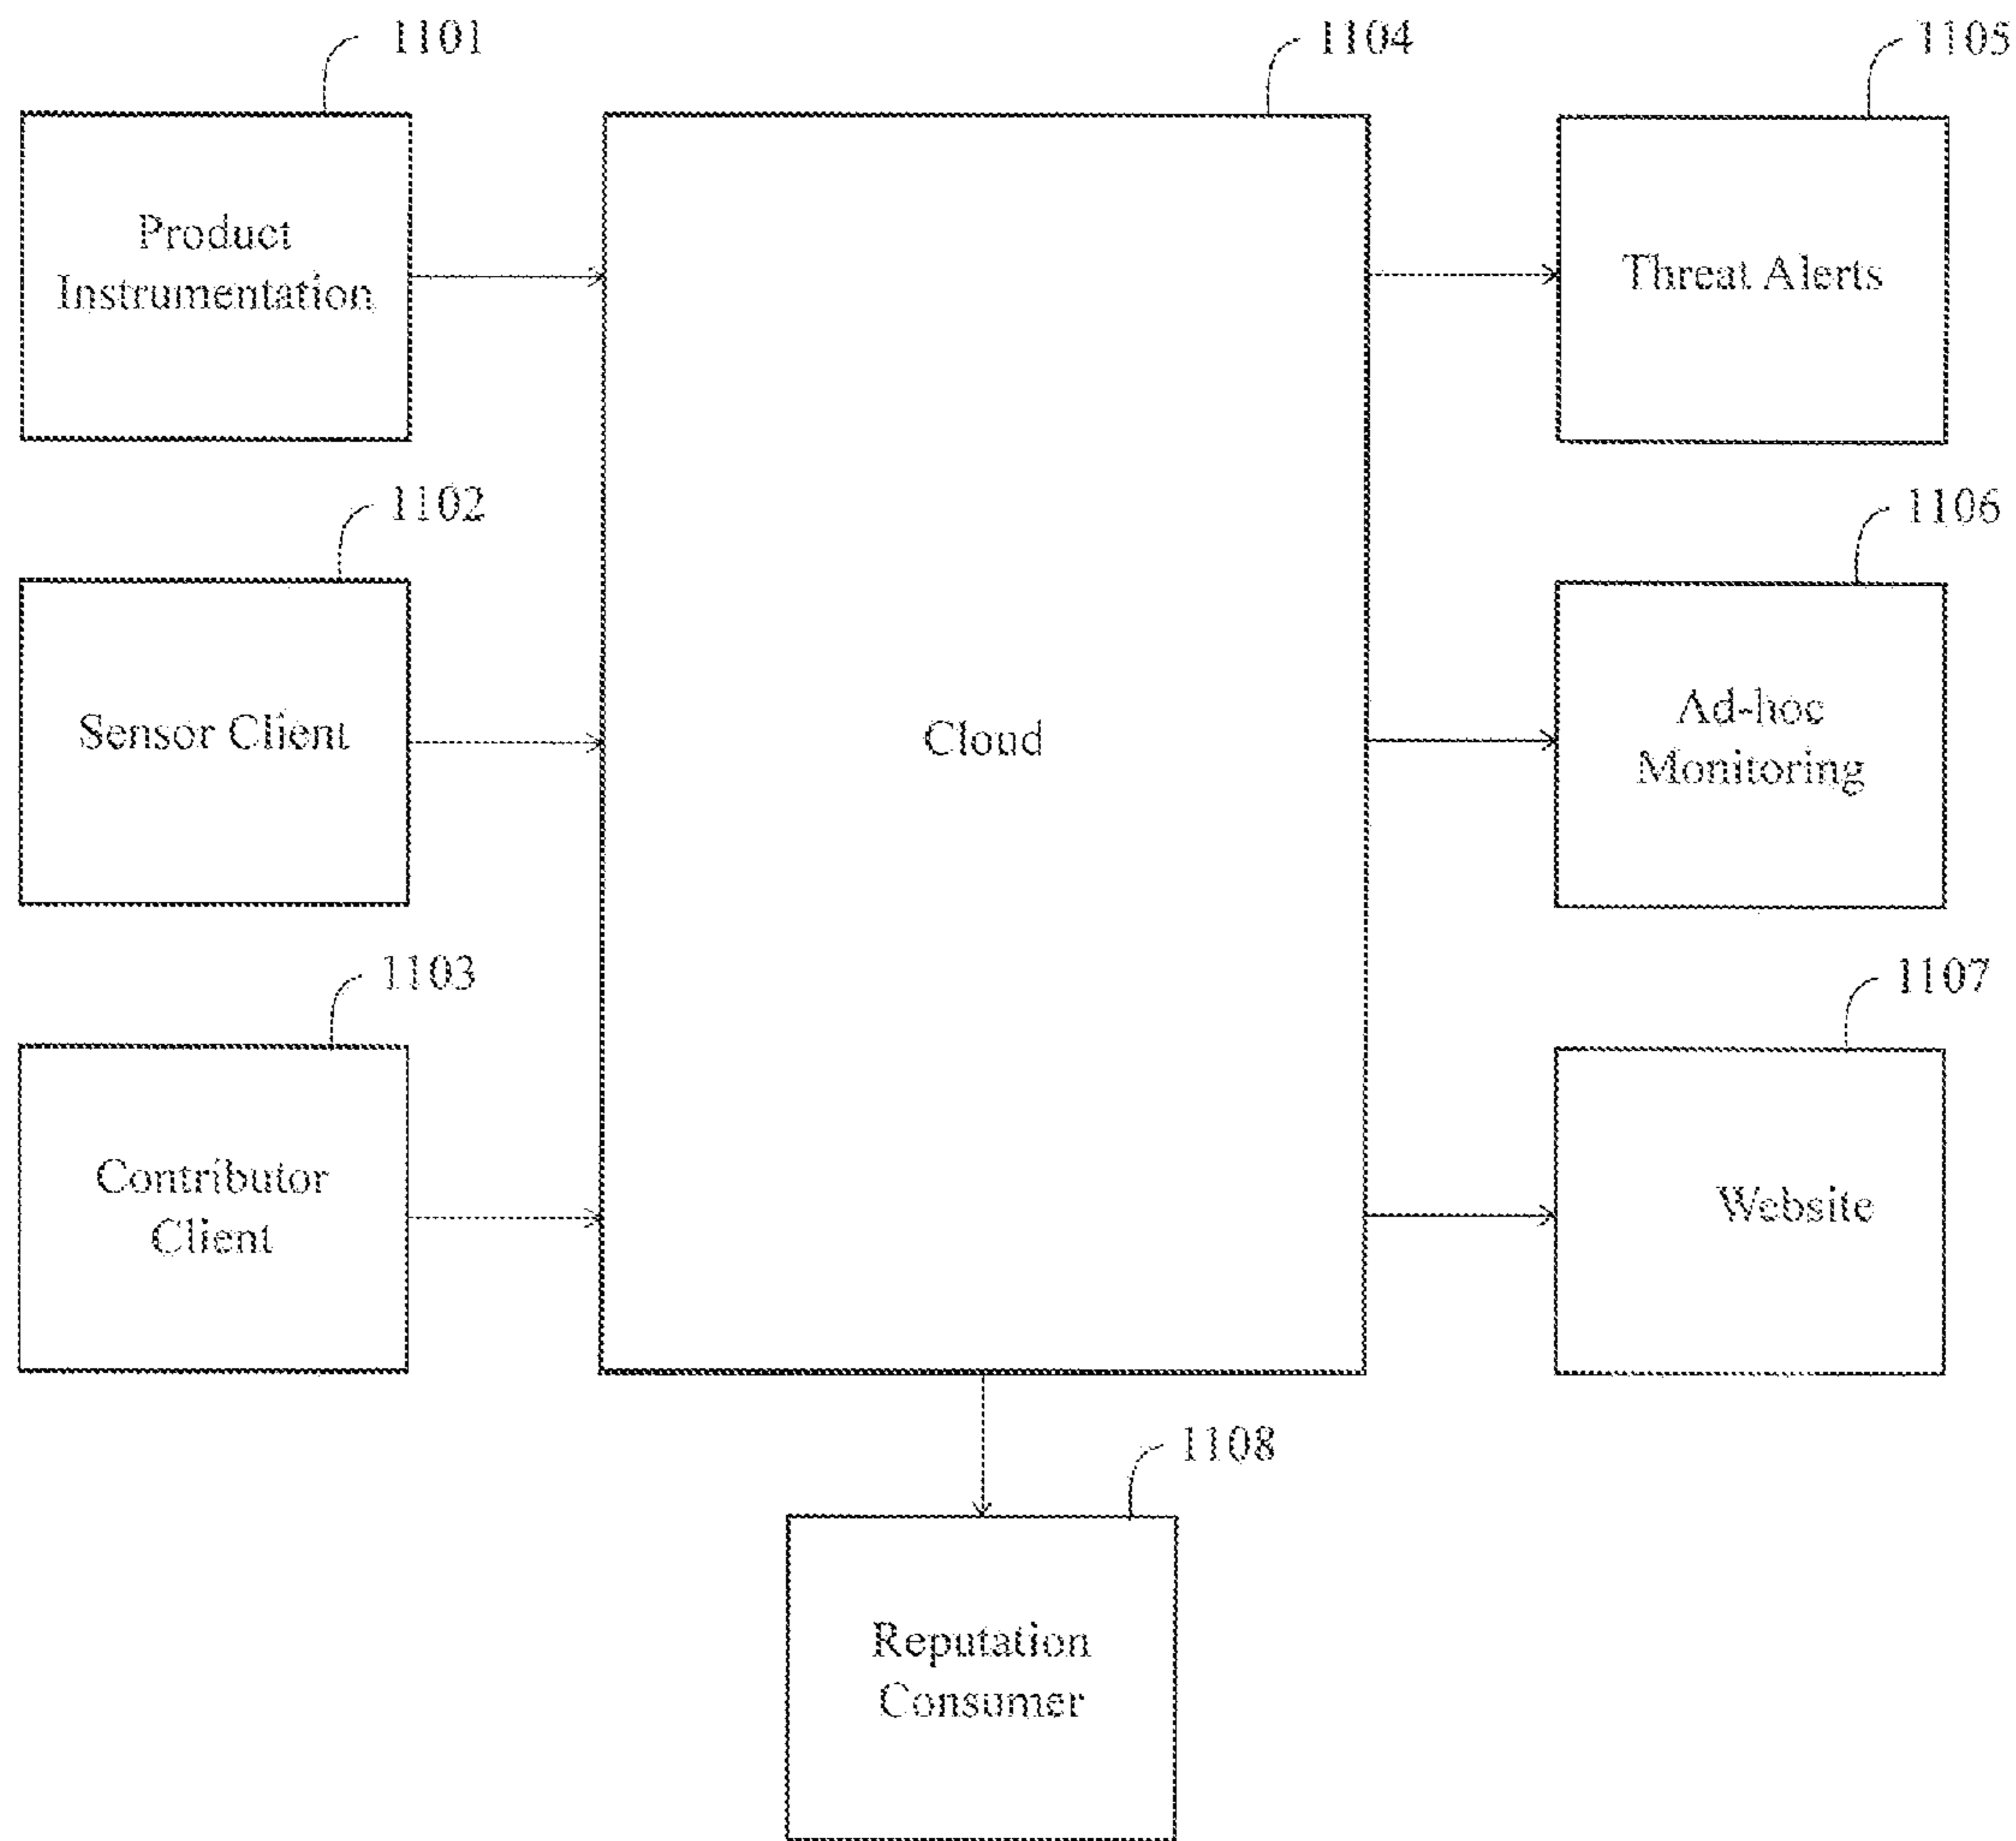 1101
1104
1105
Product
Instrumentation
Threat Alerts
1102
1106
Sensor Client
Cloud
Ad-hoc
Monitoring
1103
1107
Contributor
Client
Website
1108
Reputation
Consumer